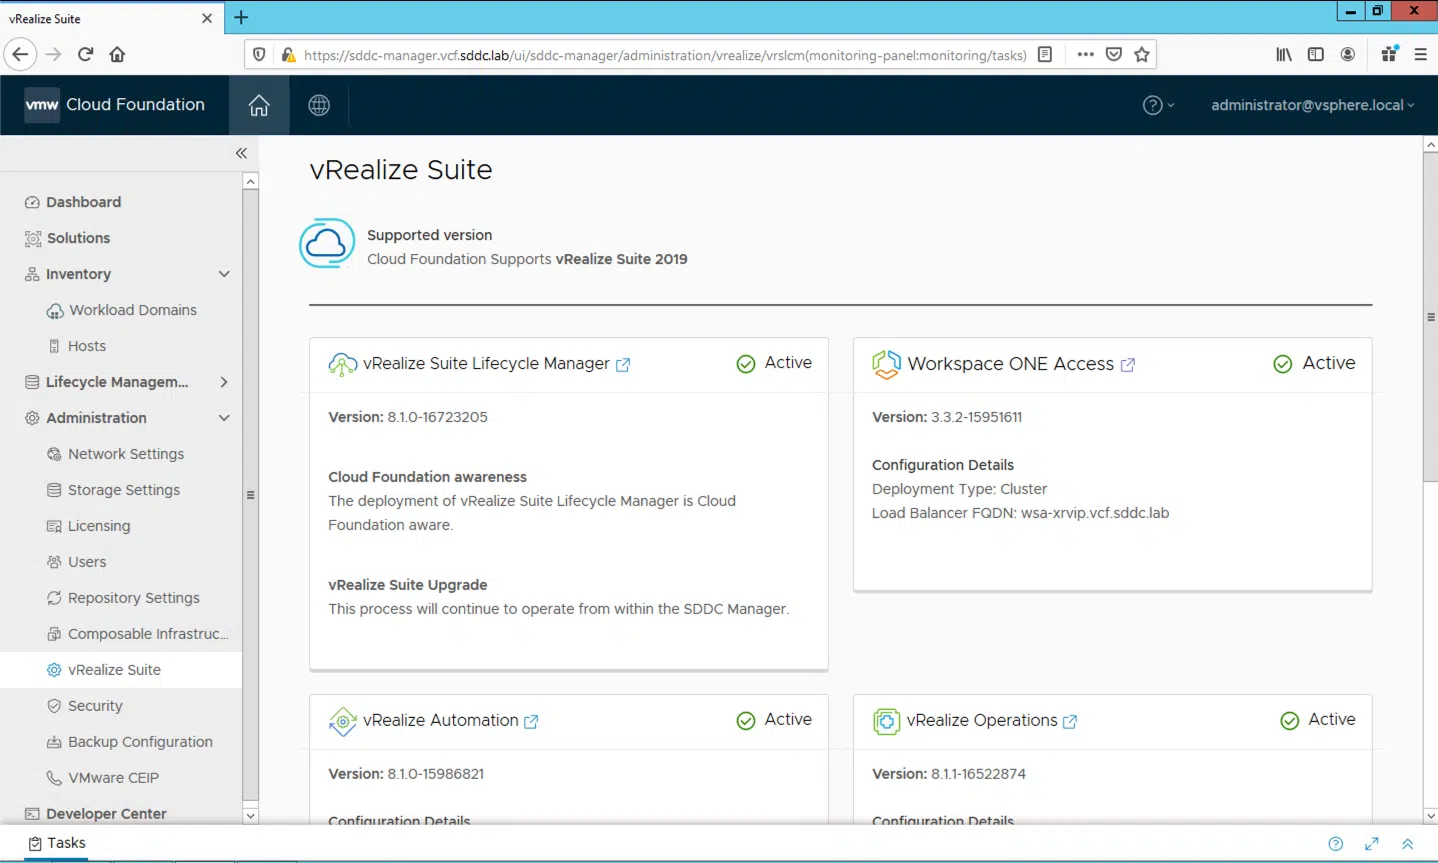 vRealize Suite
https://sddc-manager.vcf.sddc.lab/ui/sddc-manager/administration/vrealize/vrslcm(monitoring-panel:monitoring/tasks)
vmw Cloud Foundation
administrator@vsphere.local
Dashboard
Solutions
Inventory
Workload Domains
Hosts
Lifecycle Managem...
Administration
Network Settings
Storage Settings
Licensing
Users
Repository Settings
Composable Infrastruc...
vRealize Suite
Security
Backup Configuration
VMware CEIP
Developer Center
vRealize Suite
Supported version
Cloud Foundation Supports vRealize Suite 2019
vRealize Suite Lifecycle Manager Active
Version: 8.1.0-16723205
Cloud Foundation awareness
The deployment of vRealize Suite Lifecycle Manager is Cloud
Foundation aware.
vRealize Suite Upgrade
This process will continue to operate from within the SDDC Manager.
Workspace ONE Access Active
Version: 3.3.2-15951611
Configuration Details
Deployment Type: Cluster
Load Balancer FQDN: wsa-xrvip.vcf.sddc.lab
vRealize Automation Active
Version: 8.1.0-15986821
Configuration Details
vRealize Operations Active
Version: 8.1.1-16522874
Configuration Details
Tasks